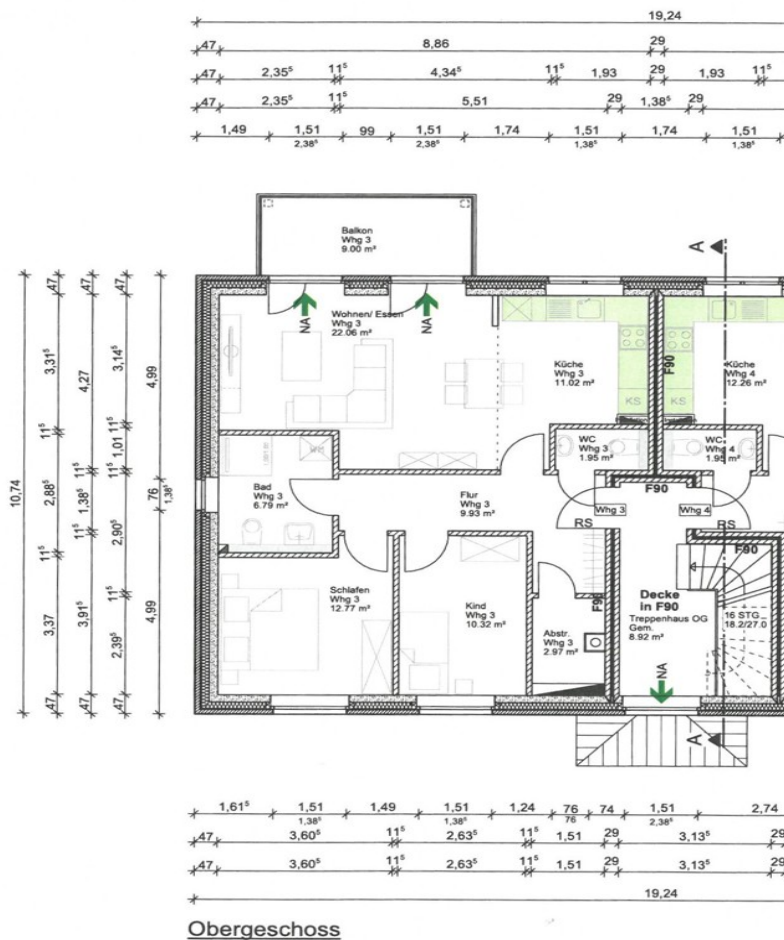 19,24
47 8,86 29
47 2,35⁵ 11⁵ 4,34⁵ 11⁵ 1,93 29 1,93 11⁵
47 2,35⁵ 11⁵ 5,51 29 1,38⁵ 29
1,49 1,51 99 1,51 1,74 1,51 1,74 1,51
2,38⁵ 2,38⁵ 1,38⁵ 1,38⁵
Balkon
Whg 3
9.00 m²
A
NA
NA
Wohnen/ Essen
Whg 3
22.06 m²
Küche
Whg 3
11.02 m²
KS
F90
Küche
Whg 4
12.26 m²
KS
WC
Whg 3
1.95 m²
WC
Whg 4
1.95 m²
Bad
Whg 3
6.79 m²
Flur
Whg 3
9.93 m²
F90
Whg 3
Whg 4
RS
RS
F90
Schlafen
Whg 3
12.77 m²
Kind
Whg 3
10.32 m²
Abstr.
Whg 3
2.97 m²
F90
Decke
in F90
Treppenhaus OG
Gem.
8.92 m²
16 STG
18.2/27.0
NA
A
10,74
47 3,31⁵ 11⁵ 2,88⁵ 11⁵ 3,37 47
47 4,27 11⁵ 1,38⁵ 11⁵ 3,91⁵ 47
47 3,14⁵ 11⁵ 1,01 11⁵ 2,90⁵ 11⁵ 2,39⁵ 47
4,99 76 4,99
1,38⁵
1,61⁵ 1,51 1,49 1,51 1,24 76 74 1,51 2,74
1,38⁵ 1,38⁵ 76 2,38⁵
47 3,60⁵ 11⁵ 2,63⁵ 11⁵ 1,51 29 3,13⁵ 29
47 3,60⁵ 11⁵ 2,63⁵ 11⁵ 1,51 29 3,13⁵ 29
19,24
Obergeschoss